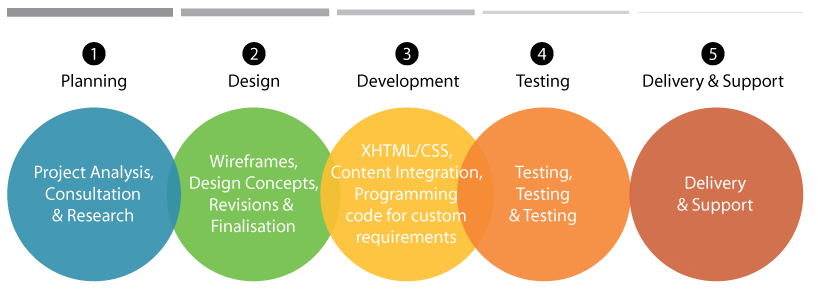 1
Planning
2
Design
3
Development
4
Testing
5
Delivery & Support
Project Analysis,
Consultation
& Research
Wireframes,
Design Concepts,
Revisions &
Finalisation
XHTML/CSS,
Content Integration,
Programming
code for custom
requirements
Testing,
Testing
& Testing
Delivery
& Support